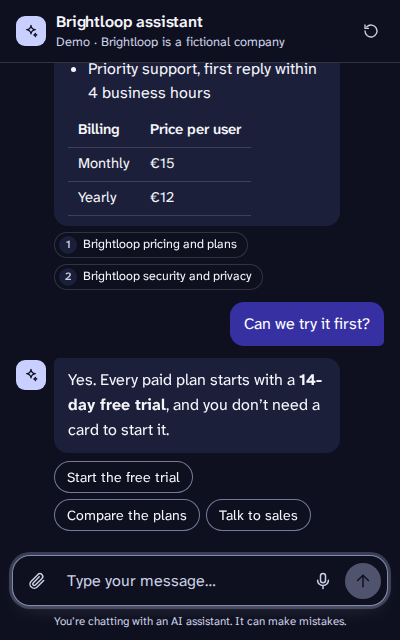 Brightloop assistant
Demo · Brightloop is a fictional company
• Priority support, first reply within
4 business hours
Billing Price per user
Monthly €15
Yearly €12
1 Brightloop pricing and plans
2 Brightloop security and privacy
Can we try it first?
Yes. Every paid plan starts with a 14-
day free trial, and you don’t need a
card to start it.
Start the free trial
Compare the plans Talk to sales
Type your message...
You’re chatting with an AI assistant. It can make mistakes.